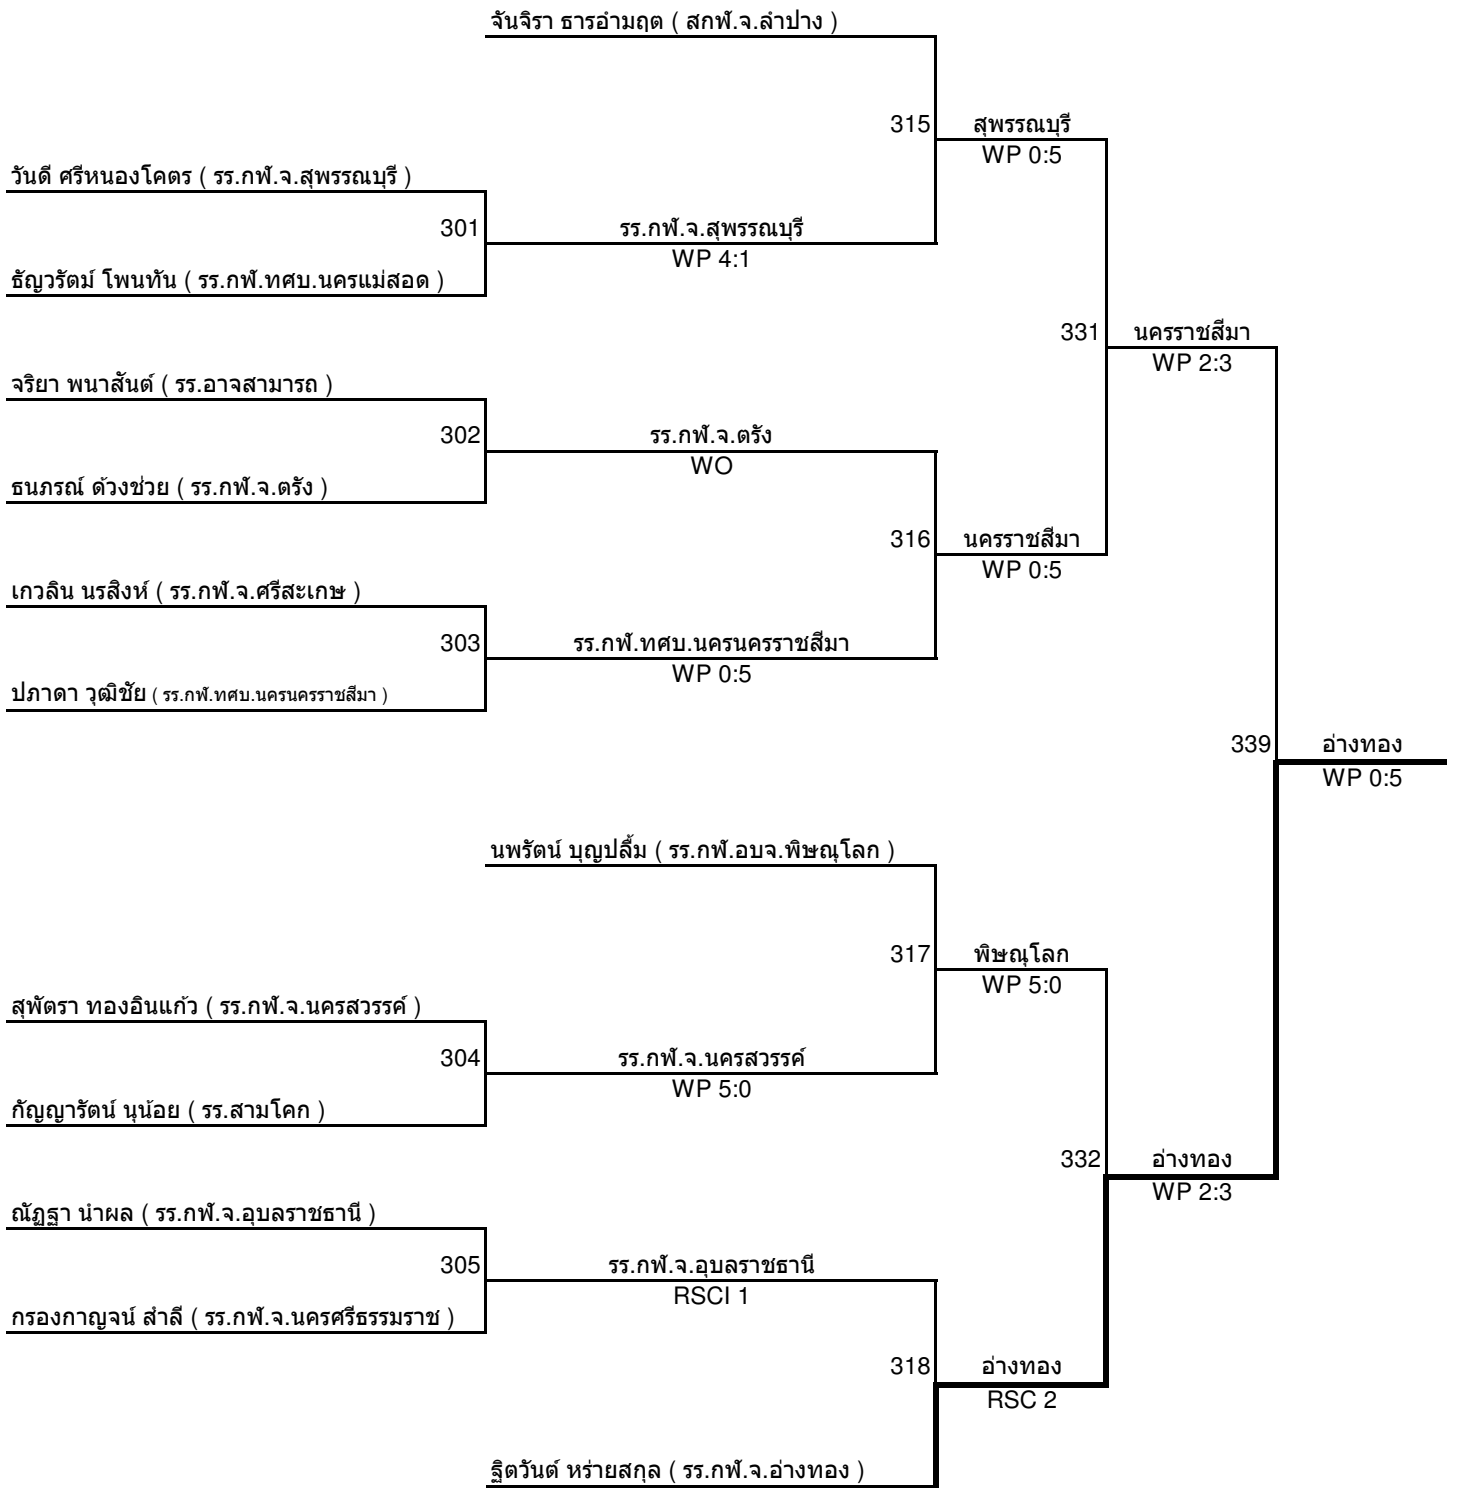 จันจิรา ธารอำมฤต ( สกฬ.จ.ลำปาง )
315 สุพรรณบุรี
WP 0:5
วันดี ศรีหนองโคตร ( รร.กฬ.จ.สุพรรณบุรี )
301 รร.กฬ.จ.สุพรรณบุรี
WP 4:1
ธัญวรัตม์ โพนทัน ( รร.กฬ.ทศบ.นครแม่สอด )
331 นครราชสีมา
WP 2:3
จริยา พนาสันต์ ( รร.อาจสามารถ )
302 รร.กฬ.จ.ตรัง
WO
ธนภรณ์ ด้วงช่วย ( รร.กฬ.จ.ตรัง )
316 นครราชสีมา
WP 0:5
เกวลิน นรสิงห์ ( รร.กฬ.จ.ศรีสะเกษ )
303 รร.กฬ.ทศบ.นครนครราชสีมา
WP 0:5
ปภาดา วุฒิชัย ( รร.กฬ.ทศบ.นครนครราชสีมา )
339 อ่างทอง
WP 0:5
นพรัตน์ บุญปลื้ม ( รร.กฬ.อบจ.พิษณุโลก )
317 พิษณุโลก
WP 5:0
สุพัตรา ทองอินแก้ว ( รร.กฬ.จ.นครสวรรค์ )
304 รร.กฬ.จ.นครสวรรค์
WP 5:0
กัญญารัตน์ นุน้อย ( รร.สามโคก )
332 อ่างทอง
WP 2:3
ณัฏฐา นำผล ( รร.กฬ.จ.อุบลราชธานี )
305 รร.กฬ.จ.อุบลราชธานี
RSCI 1
กรองกาญจน์ สำลี ( รร.กฬ.จ.นครศรีธรรมราช )
318 อ่างทอง
RSC 2
ฐิตวันต์ หร่ายสกุล ( รร.กฬ.จ.อ่างทอง )